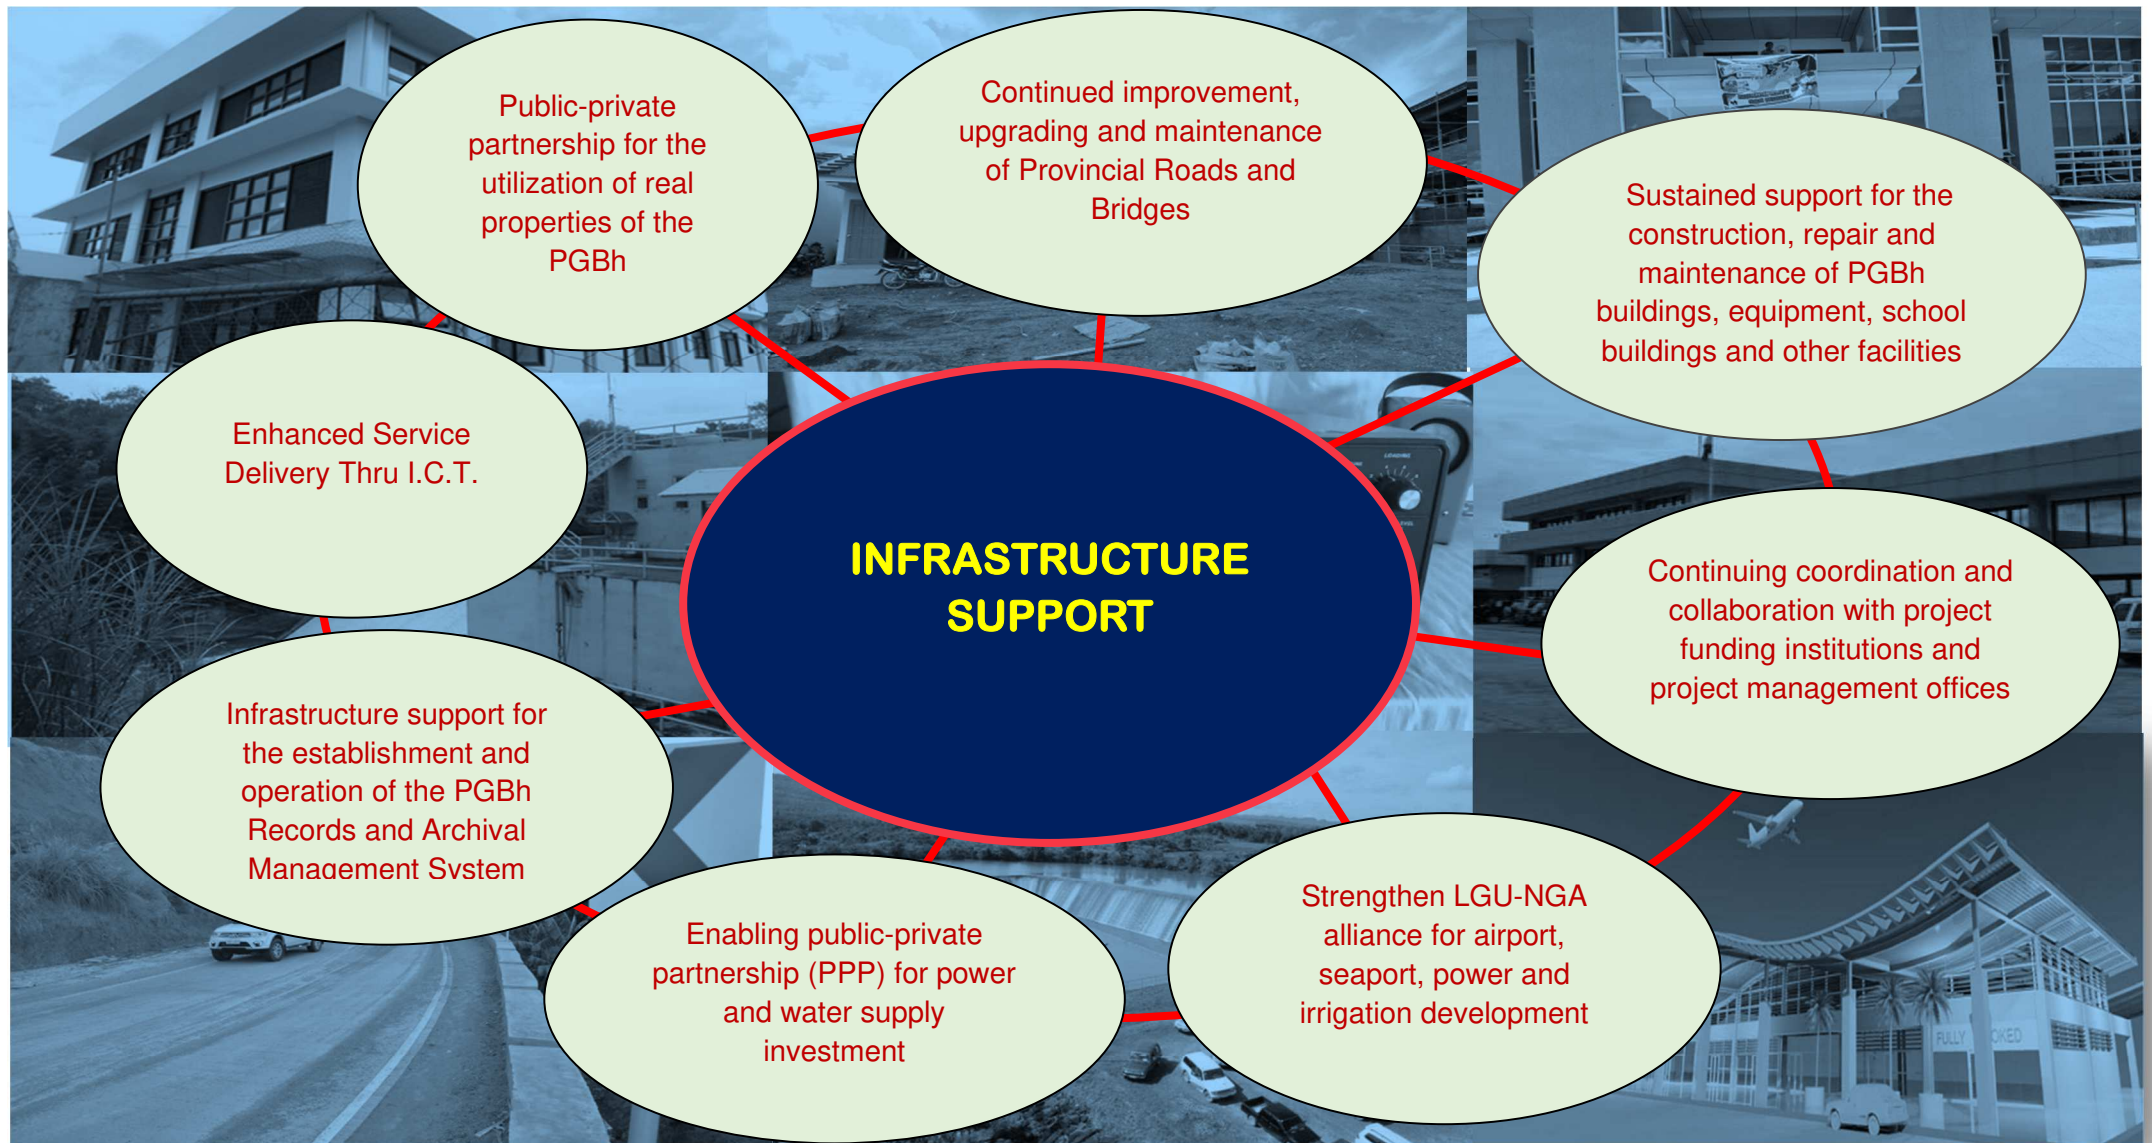 Public-private
partnership for the
utilization of real
properties of the
PGBh
Continued improvement,
upgrading and maintenance
of Provincial Roads and
Bridges
Sustained support for the
construction, repair and
maintenance of PGBh
buildings, equipment, school
buildings and other facilities
Enhanced Service
Delivery Thru I.C.T.
INFRASTRUCTURE
SUPPORT
Continuing coordination and
collaboration with project
funding institutions and
project management offices
Infrastructure support for
the establishment and
operation of the PGBh
Records and Archival
Management System
Enabling public-private
partnership (PPP) for power
and water supply
investment
Strengthen LGU-NGA
alliance for airport,
seaport, power and
irrigation development
LOADING
FULLY